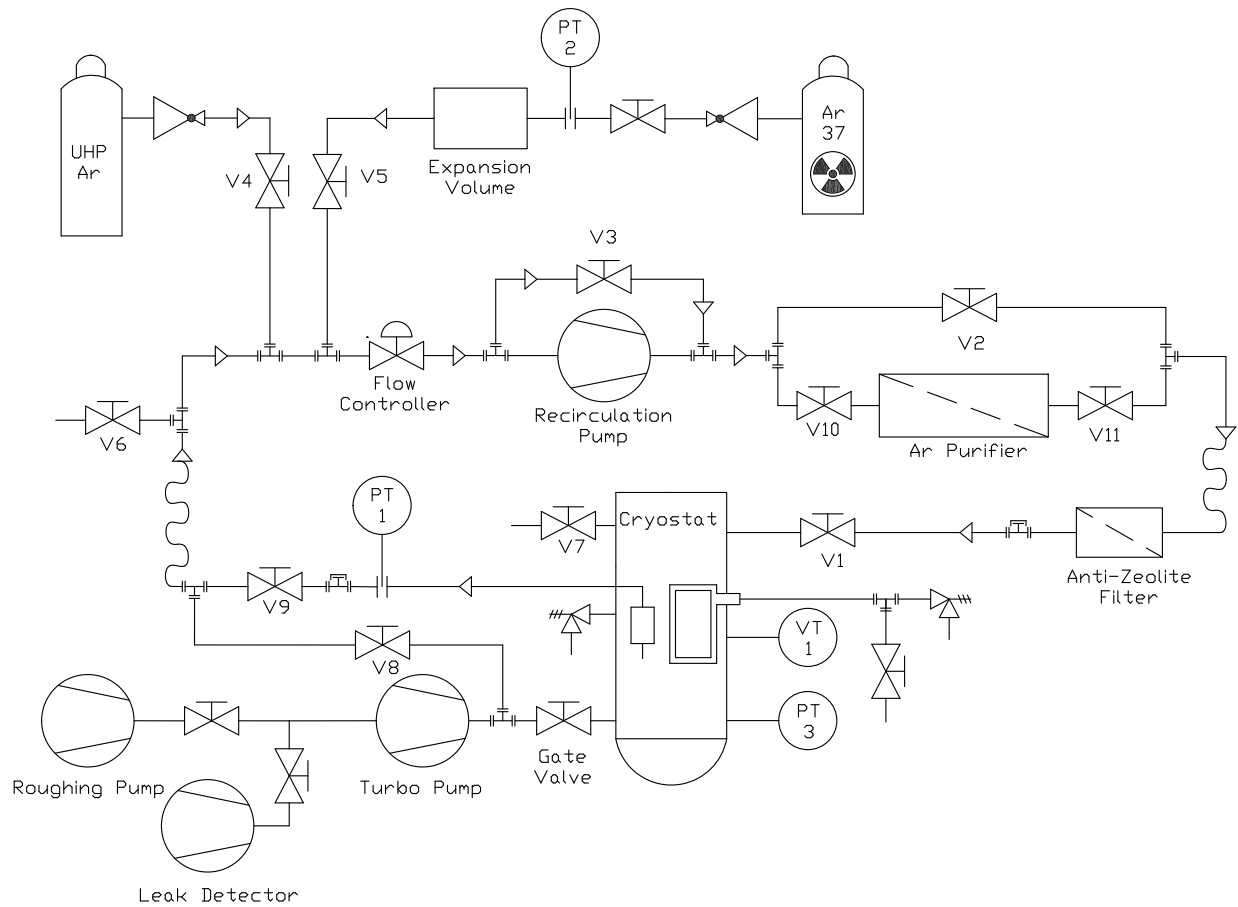 PT
2
UHP
Ar
Ar
37
Expansion
Volume
V4
V5
V3
V2
Flow
Controller
Recirculation
Pump
V10
V11
Ar Purifier
V6
PT
1
Cryostat
V7
V1
Anti-Zeolite
Filter
V9
VT
1
V8
PT
3
Gate
Valve
Roughing Pump
Turbo Pump
Leak Detector